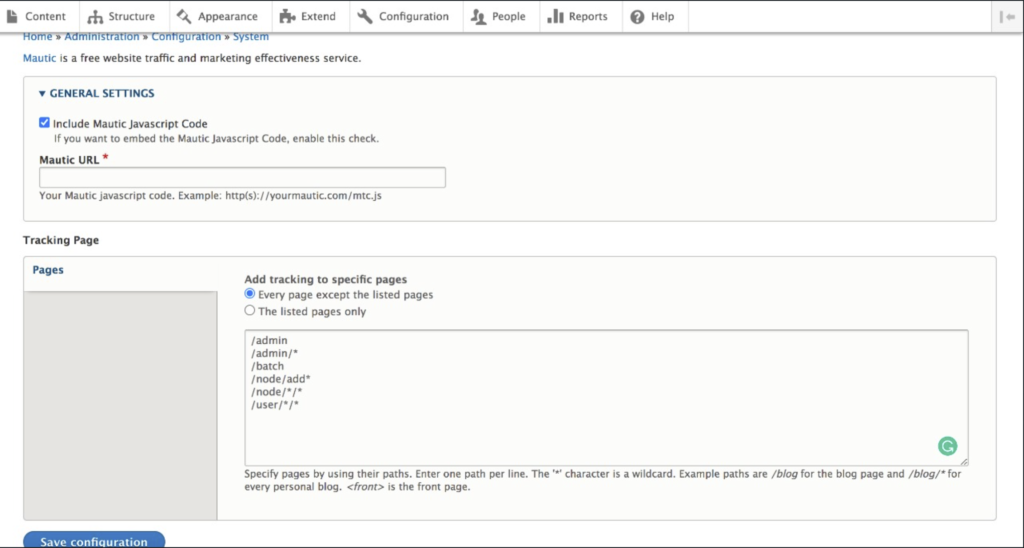 Content Structure Appearance Extend Configuration People Reports Help
Home » Administration » Configuration » System
Mautic is a free website traffic and marketing effectiveness service.
▼ GENERAL SETTINGS
Include Mautic Javascript Code
If you want to embed the Mautic Javascript Code, enable this check.
Mautic URL *
Your Mautic javascript code. Example: http(s)://yourmautic.com/mtc.js
Tracking Page
Pages
Add tracking to specific pages
Every page except the listed pages
The listed pages only
/admin
/admin/*
/batch
/node/add*
/node/*/*
/user/*/*
Specify pages by using their paths. Enter one path per line. The '*' character is a wildcard. Example paths are /blog for the blog page and /blog/* for
every personal blog. <front> is the front page.
Save configuration